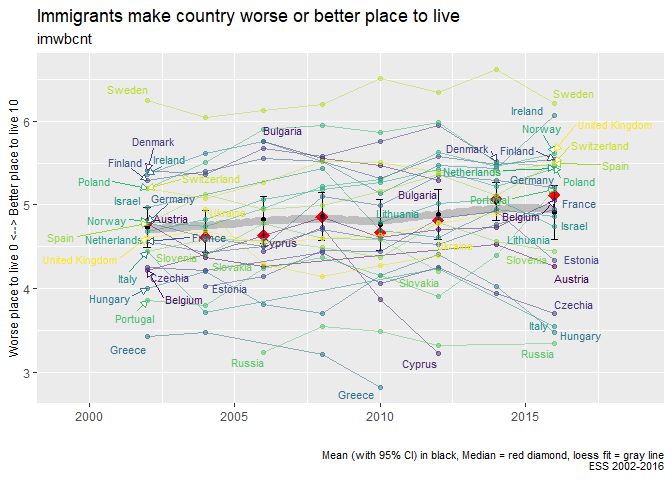 Immigrants make country worse or better place to live
imwbcnt
Worse place to live 0 <--> Better place to live 10
6
5
4
3
2000
2005
2010
2015
Sweden
Denmark
Finland
Ireland
Poland
Switzerland
Israel
Germany
Norway
Austria
Ukraine
Spain
Netherlands
France
United Kingdom
Slovenia
Slovakia
Italy
Czechia
Estonia
Hungary
Belgium
Portugal
Greece
Bulgaria
Cyprus
Russia
Lithuania
Bulgaria
Ukraine
Slovakia
Cyprus
Greece
Denmark
Finland
Netherlands
Germany
Portugal
Belgium
Lithuania
Slovenia
Sweden
Ireland
Norway
United Kingdom
Switzerland
Spain
Poland
France
Israel
Estonia
Austria
Czechia
Italy
Hungary
Russia
Mean (with 95% CI) in black, Median = red diamond, loess fit = gray line
ESS 2002-2016